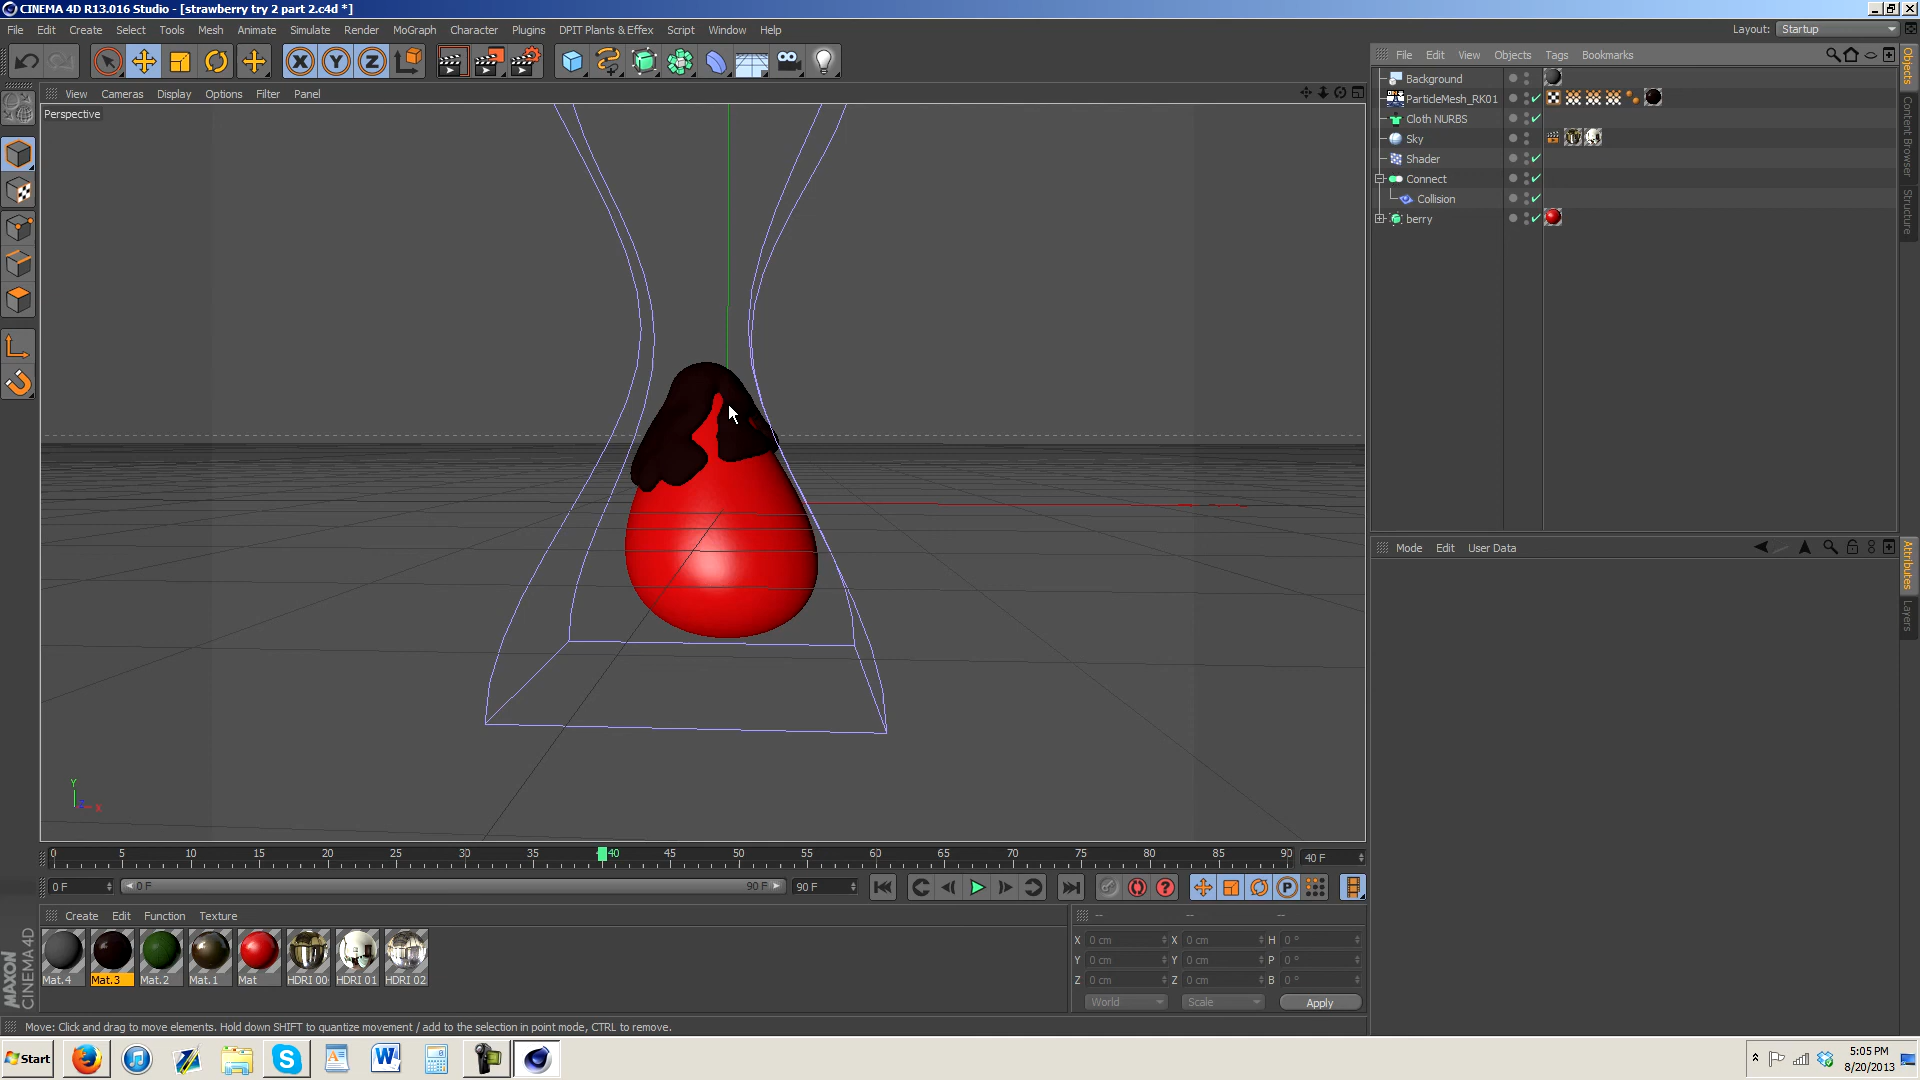 CINEMA 4D R13.016 Studio - [strawberry try 2 part 2.c4d *]
File Edit Create Select Tools Mesh Animate Simulate Render MoGraph Character Plugins DPIT Plants & Effex Script Window Help
Layout: Startup
X Y Z
File Edit View Objects Tags Bookmarks
View Cameras Display Options Filter Panel
Perspective
Background
ParticleMesh_RK01
Cloth NURBS
Sky
Shader
Connect
Collision
berry
Objects
Content Browser
Structure
Mode Edit User Data
Attributes
Layers
Y
X
0 5 10 15 20 25 30 35 40 45 50 55 60 65 70 75 80 85 90
40 F
0 F
0 F
90 F
90 F
P
Create Edit Function Texture
-- -- --
Mat.4 Mat.3 Mat.2 Mat.1 Mat HDRI 00 HDRI 01 HDRI 02
X 0 cm X 0 cm H 0 °
Y 0 cm Y 0 cm P 0 °
Z 0 cm Z 0 cm B 0 °
World Scale Apply
MAXON
CINEMA 4D
Move: Click and drag to move elements. Hold down SHIFT to quantize movement / add to the selection in point mode, CTRL to remove.
Start
5:05 PM
8/20/2013